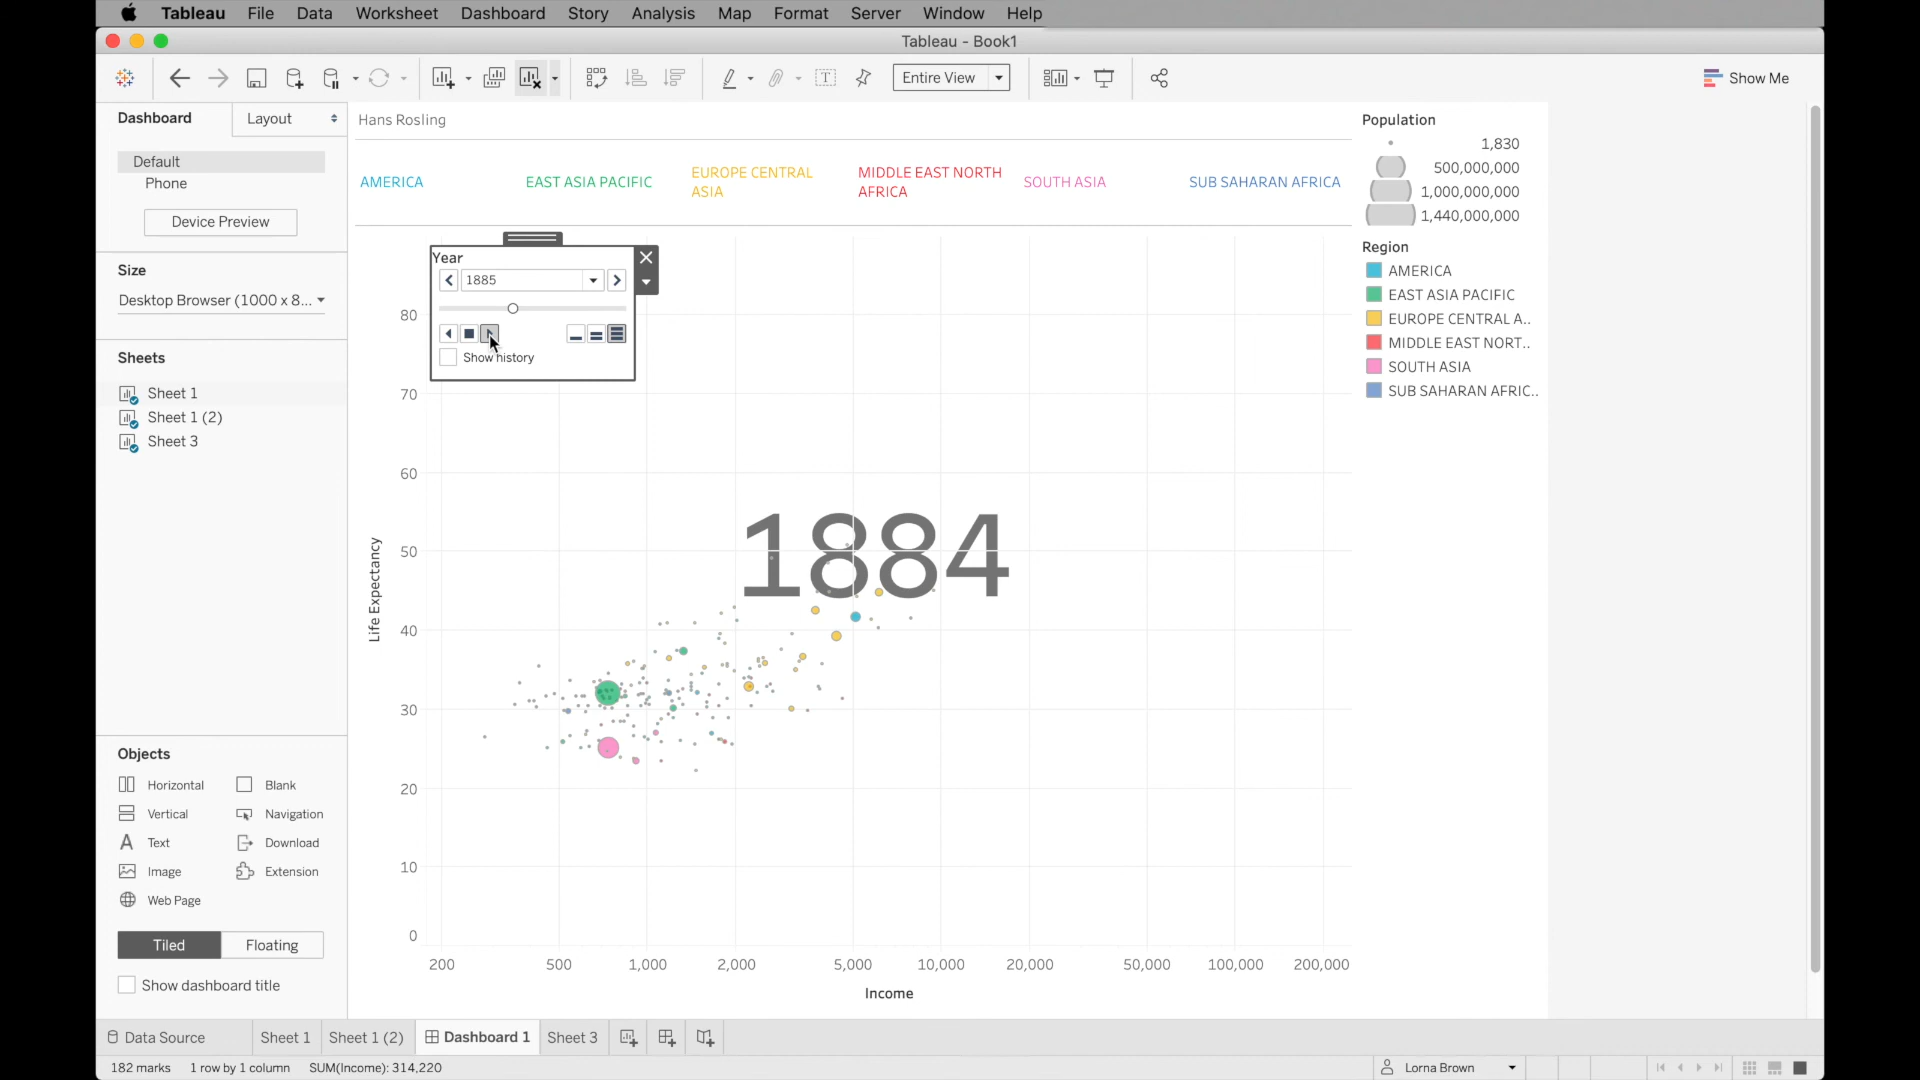 Tableau File Data Worksheet Dashboard Story Analysis Map Format Server Window Help
Tableau - Book1
Entire View
Show Me
Dashboard
Layout
Default
Phone
Device Preview
Size
Desktop Browser (1000 x 8...
Sheets
Sheet 1
Sheet 1 (2)
Sheet 3
Objects
Horizontal
Blank
Vertical
Navigation
Text
Download
Image
Extension
Web Page
Tiled
Floating
Show dashboard title
Hans Rosling
AMERICA
EAST ASIA PACIFIC
EUROPE CENTRAL
ASIA
MIDDLE EAST NORTH
AFRICA
SOUTH ASIA
SUB SAHARAN AFRICA
Year
1885
Show history
1884
Life Expectancy
80
70
60
50
40
30
20
10
0
200
500
1,000
2,000
5,000
10,000
20,000
50,000
100,000
200,000
Income
Population
1,830
500,000,000
1,000,000,000
1,440,000,000
Region
AMERICA
EAST ASIA PACIFIC
EUROPE CENTRAL A..
MIDDLE EAST NORT..
SOUTH ASIA
SUB SAHARAN AFRIC..
Data Source
Sheet 1
Sheet 1 (2)
Dashboard 1
Sheet 3
182 marks
1 row by 1 column
SUM(Income): 314,220
Lorna Brown